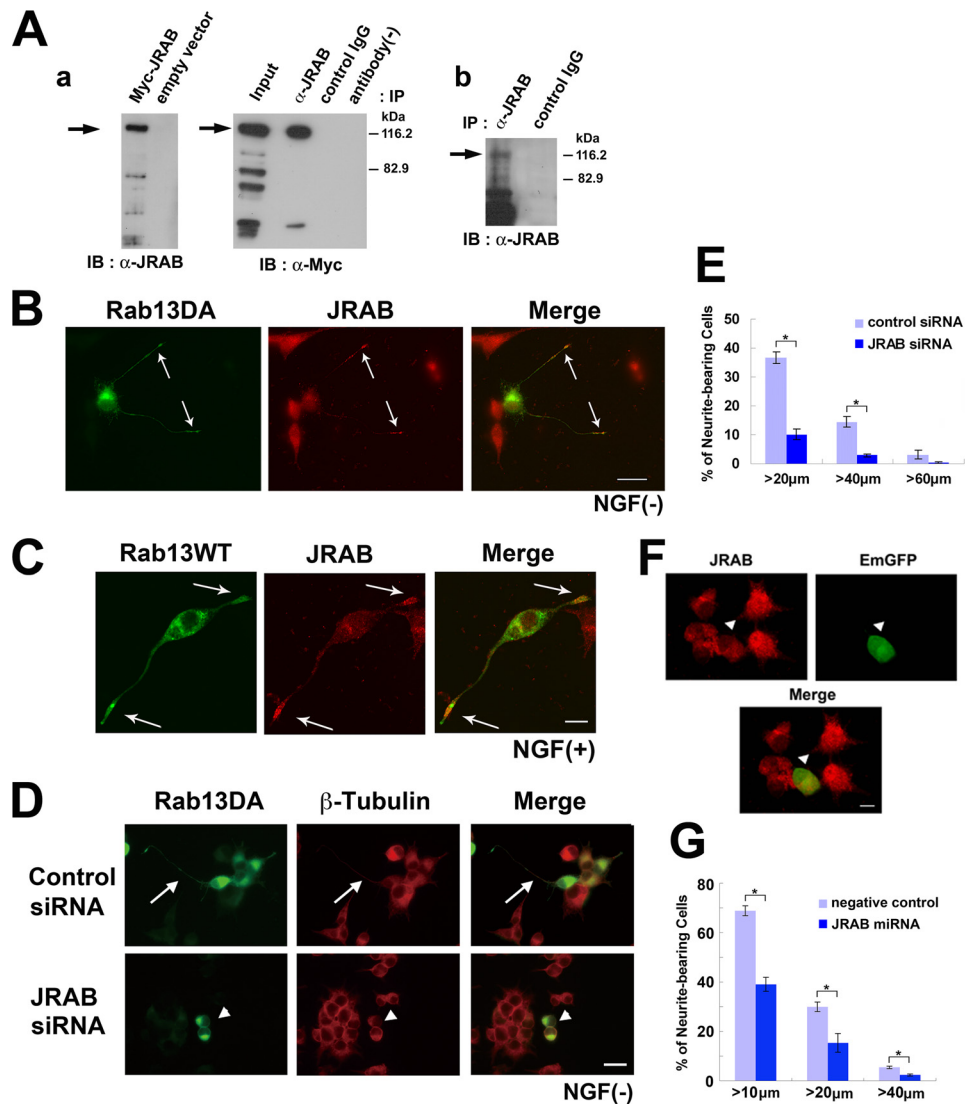 A
a
Myc-JRAB
empty vector
IB : α-JRAB
Input
α-JRAB
control IgG
antibody(-)
: IP
kDa
116.2
82.9
IB : α-Myc
b
IP :
α-JRAB
control IgG
kDa
116.2
82.9
IB : α-JRAB
B
Rab13DA
JRAB
Merge
NGF(-)
C
Rab13WT
JRAB
Merge
NGF(+)
D
Rab13DA
β-Tubulin
Merge
Control
siRNA
JRAB
siRNA
NGF(-)
E
% of Neurite-bearing Cells
50
40
30
20
10
0
control siRNA
JRAB siRNA
*
*
>20µm
>40µm
>60µm
F
JRAB
EmGFP
Merge
G
% of Neurite-bearing Cells
80
60
40
20
0
negative control
JRAB miRNA
*
*
*
>10µm
>20µm
>40µm